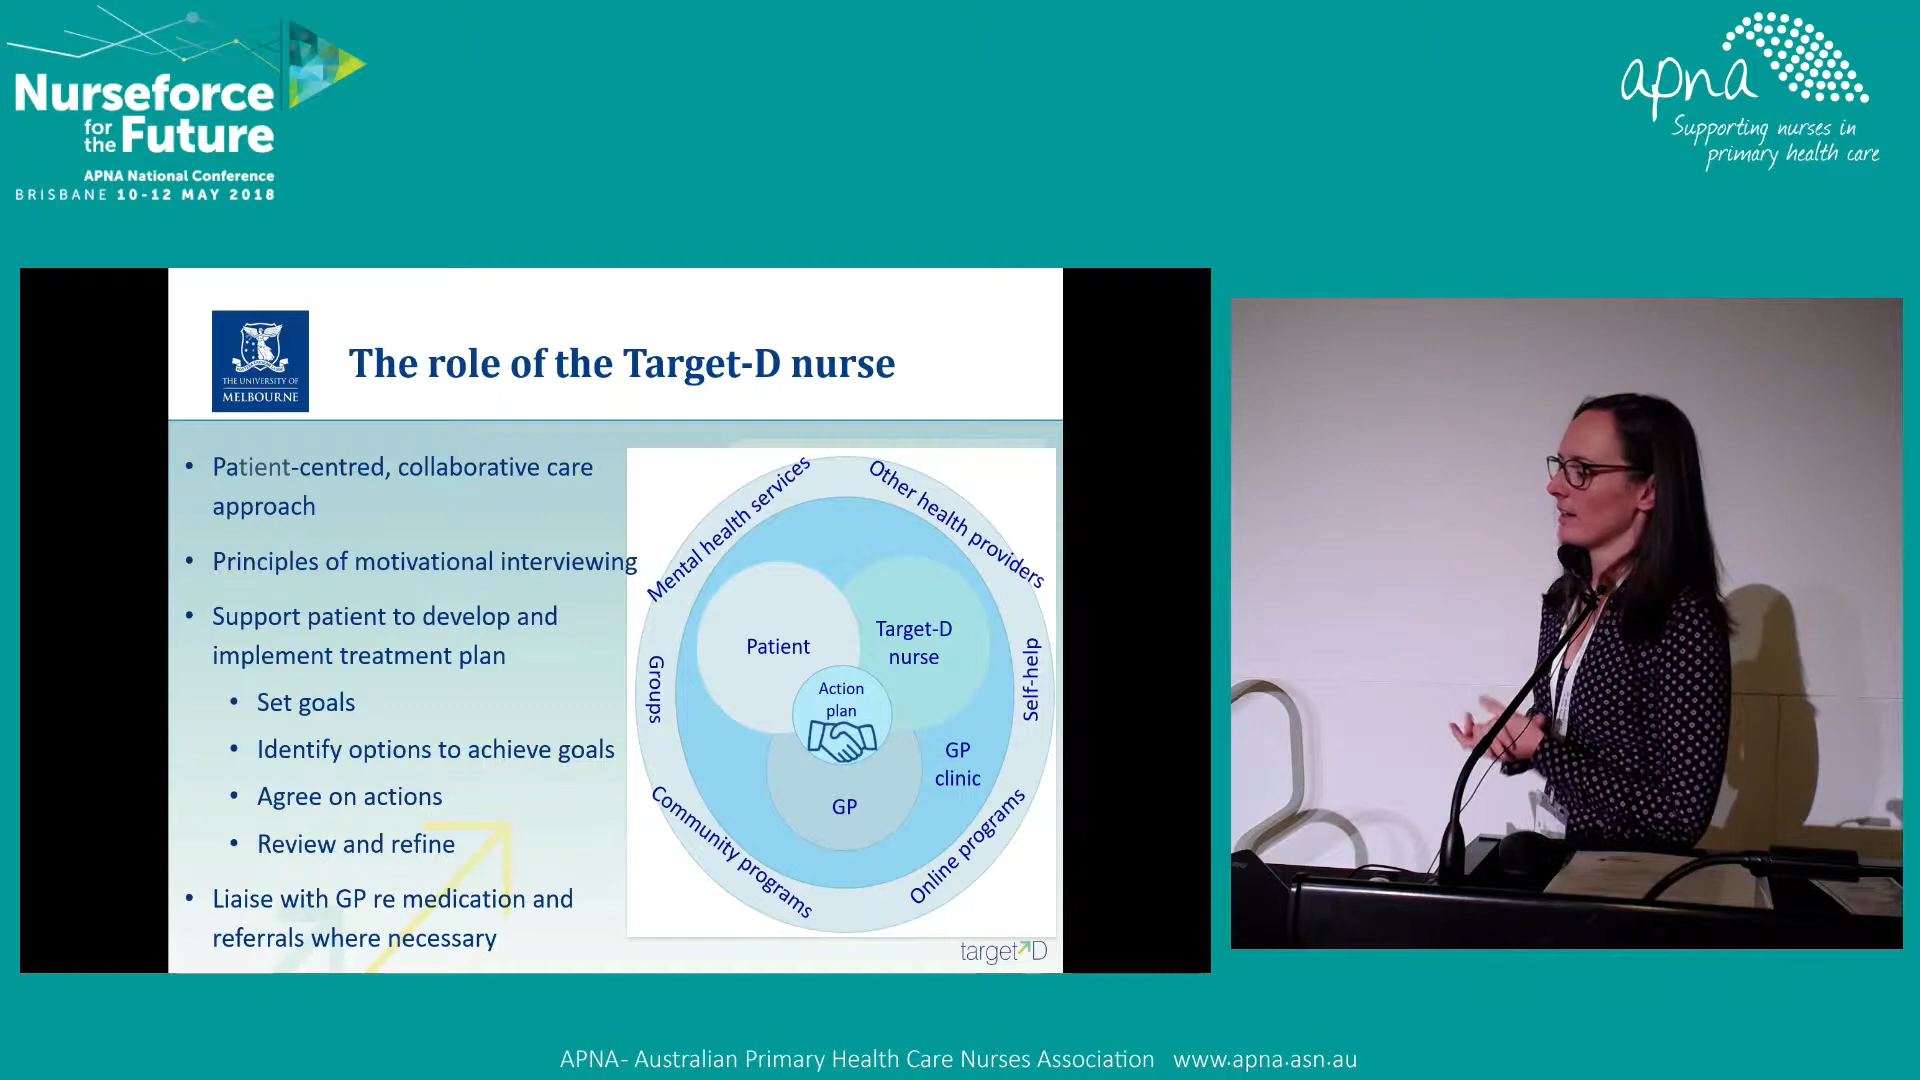 Nurseforce
for the Future
APNA National Conference
BRISBANE 10-12 MAY 2018
apna
Supporting nurses in
primary health care
THE UNIVERSITY OF
MELBOURNE
The role of the Target-D nurse
• Patient-centred, collaborative care
approach
• Principles of motivational interviewing
• Support patient to develop and
implement treatment plan
• Set goals
• Identify options to achieve goals
• Agree on actions
• Review and refine
• Liaise with GP re medication and
referrals where necessary
Mental health services
Other health providers
Groups
Self-help
Community programs
Online programs
Patient
Target-D
nurse
Action
plan
GP
clinic
GP
targetD
APNA- Australian Primary Health Care Nurses Association www.apna.asn.au